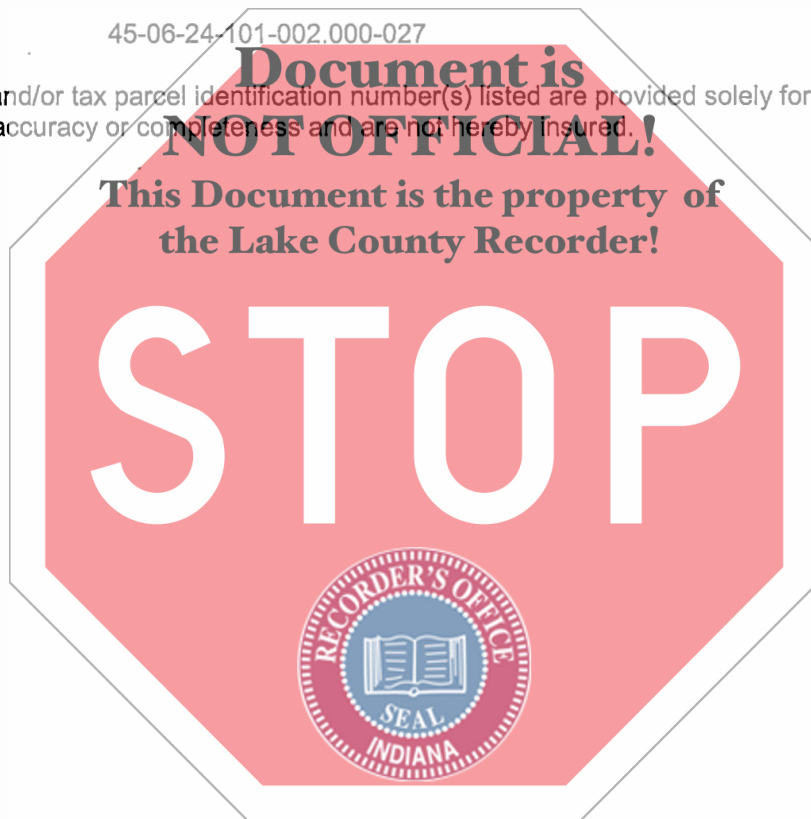 45-06-24-101-002.000-027
Document is
nd/or tax parcel identification number(s) listed are provided solely for
accuracy or completeness and are not hereby insured.
NOT OFFICIAL!
This Document is the property of
the Lake County Recorder!
STOP
RECORDER'S OFFICE
SEAL
INDIANA